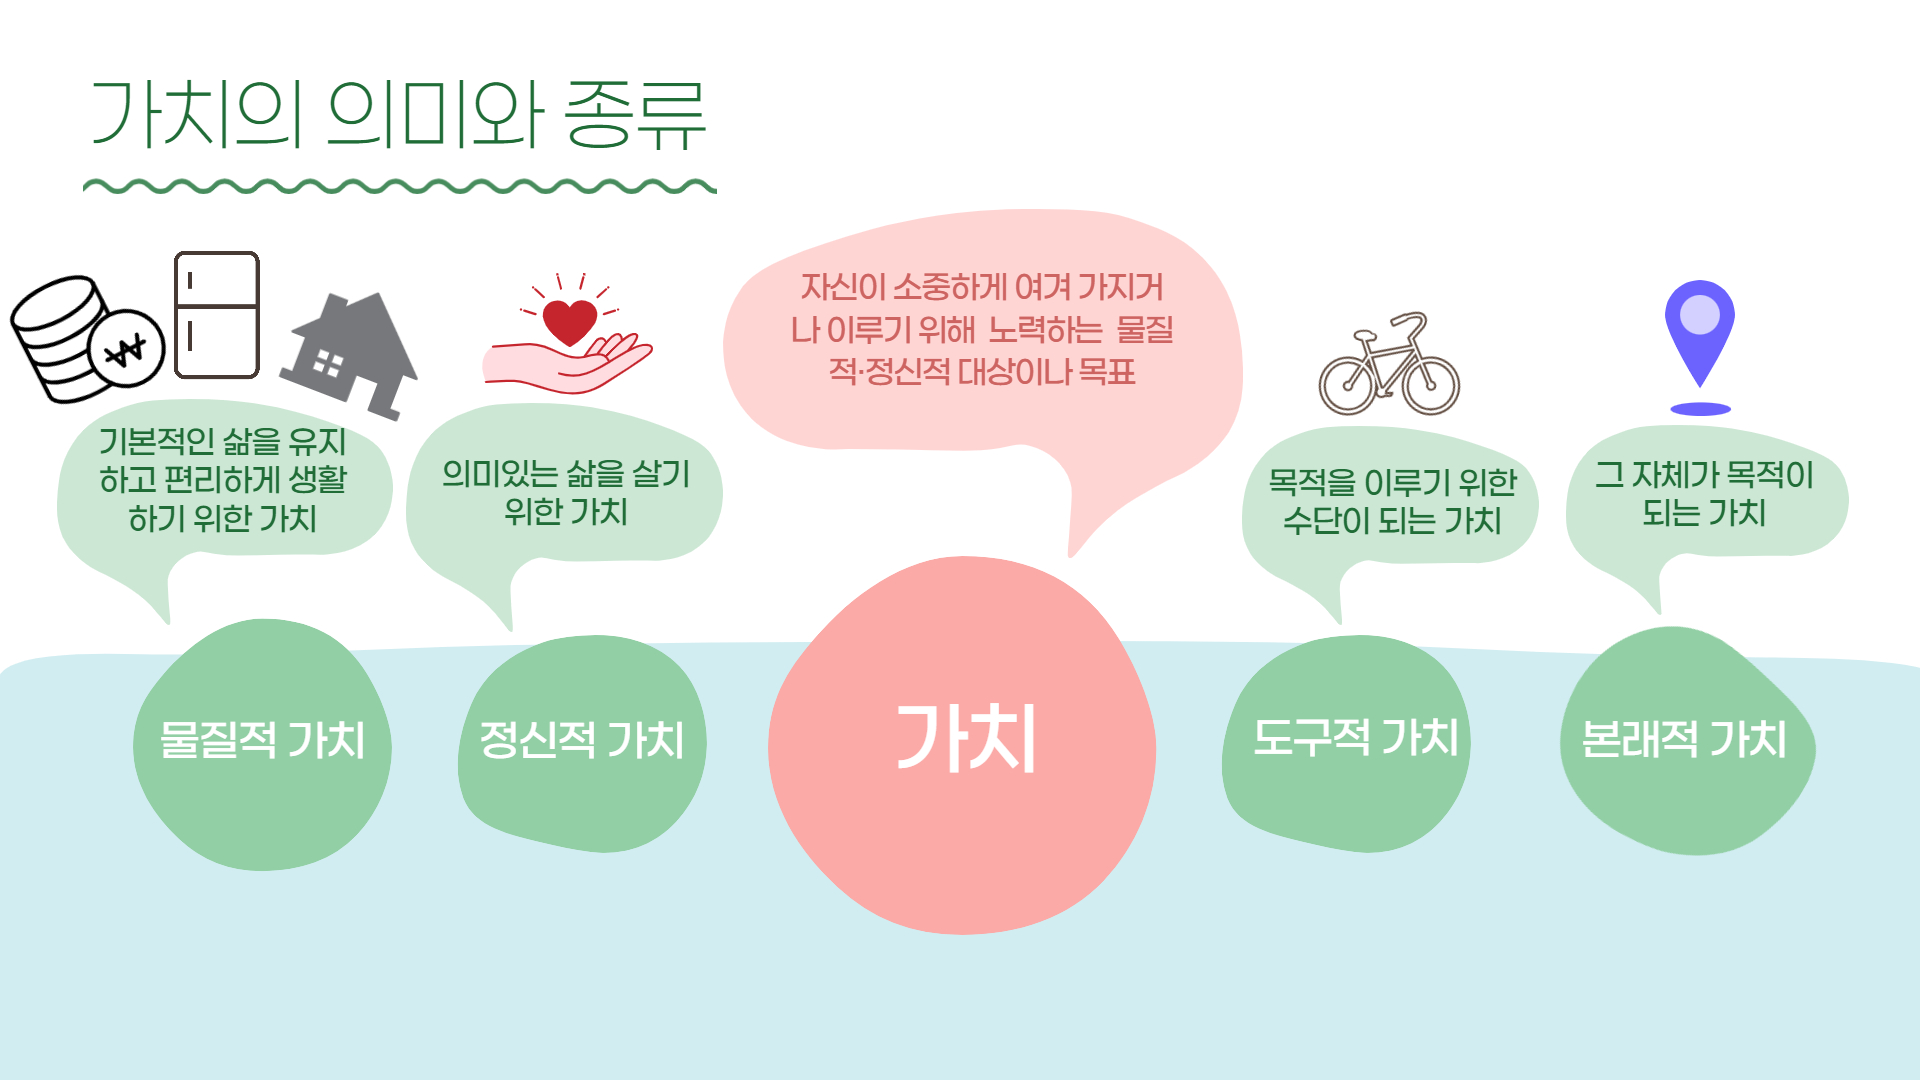 가치의 의미와 종류
₩
기본적인 삶을 유지
하고 편리하게 생활
하기 위한 가치
의미있는 삶을 살기
위한 가치
자신이 소중하게 여겨 가지거
나 이루기 위해 노력하는 물질
적·정신적 대상이나 목표
목적을 이루기 위한
수단이 되는 가치
그 자체가 목적이
되는 가치
물질적 가치
정신적 가치
가치
도구적 가치
본래적 가치